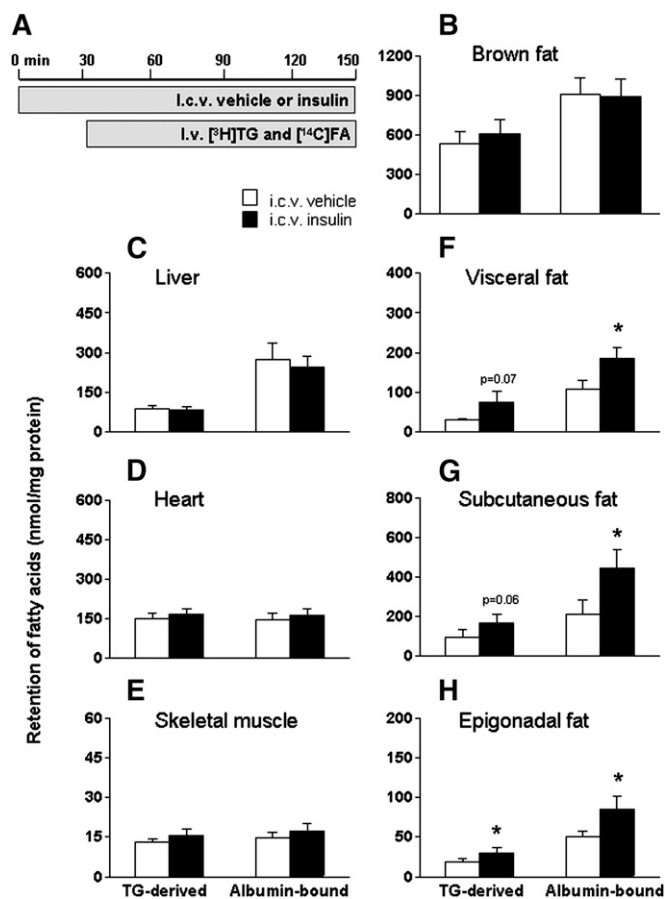 A
0 min 30 60 90 120 150
I.c.v. vehicle or insulin
I.v. [³H]TG and [¹⁴C]FA
i.c.v. vehicle
i.c.v. insulin
B
Brown fat
1200
900
600
300
0
Retention of fatty acids (nmol/mg protein)
C
Liver
600
450
300
150
0
F
Visceral fat
400
300
200
100
0
p=0.07
*
D
Heart
600
450
300
150
0
G
Subcutaneous fat
800
600
400
200
0
p=0.06
*
E
Skeletal muscle
60
45
30
15
0
TG-derived Albumin-bound
H
Epigonadal fat
200
150
100
50
0
*
*
TG-derived Albumin-bound